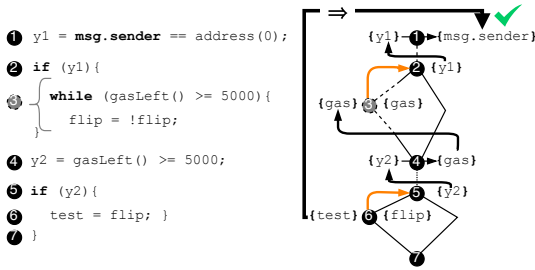 ⇒
1 y1 = msg.sender == address(0);
{y1} 1 {msg.sender}
2 if (y1){
2 {y1}
3 while (gasLeft() >= 5000){
{gas} 3 {gas}
flip = !flip;
}
4 y2 = gasLeft() >= 5000;
{y2} 4 {gas}
5 if (y2){
5 {y2}
6 test = flip; }
{test} 6 {flip}
7 }
7